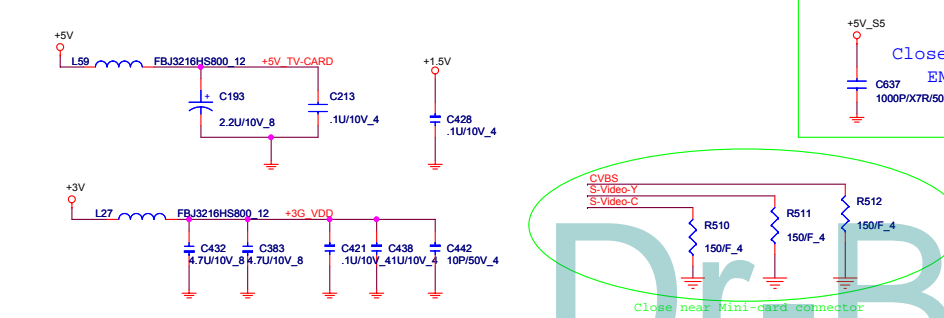 +5V
L59 FBJ3216HS800_12 +5V_TV-CARD
+
C193
2.2U/10V_8
C213
.1U/10V_4
+1.5V
C428
.1U/10V_4
+5V_S5
Close
EM
C637
1000P/X7R/50
+3V
L27 FBJ3216HS800_12 +3G_VDD
C432
4.7U/10V_8
C383
4.7U/10V_8
C421
.1U/10V_4
C438
.1U/10V_4
C442
10P/50V_4
CVBS
S-Video-Y
S-Video-C
R510
150/F_4
R511
150/F_4
R512
150/F_4
Close near Mini-card connector
Dr-B